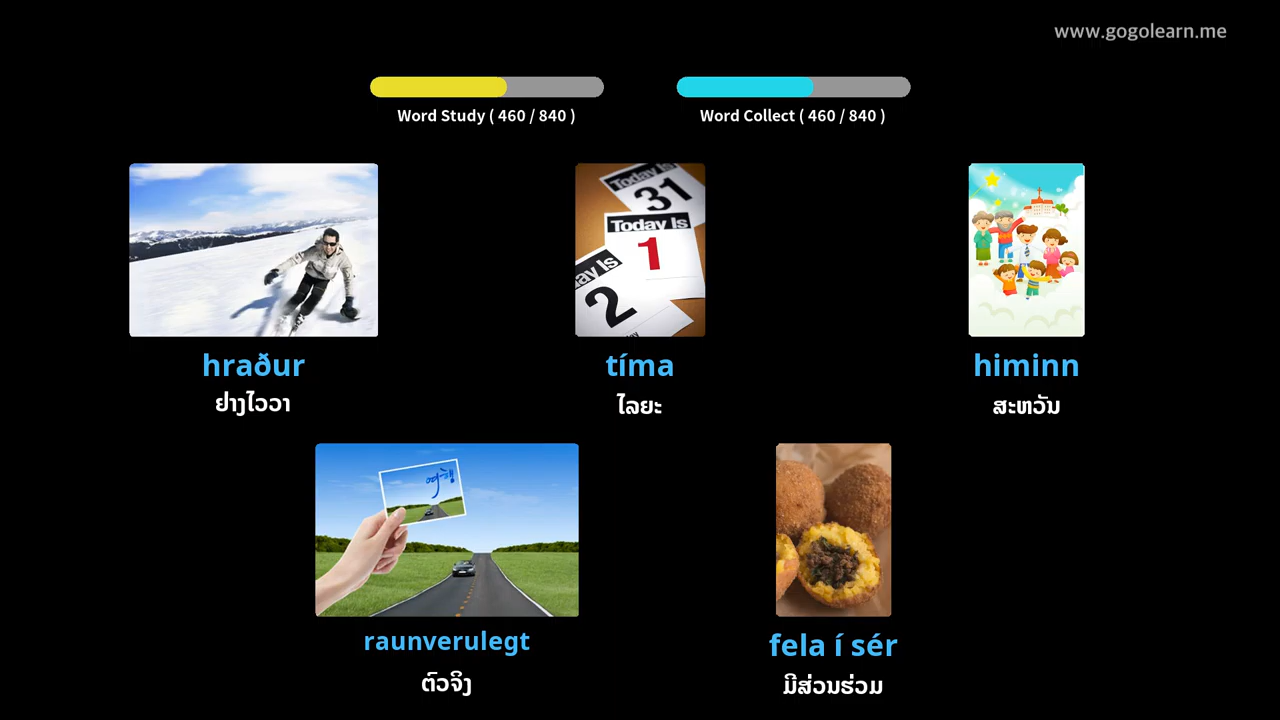 www.gogolearn.me
Word Study ( 460 / 840 )
Word Collect ( 460 / 840 )
Today Is
31
Today Is
1
ay Is
2
hraður
ຢ່າງໄວວາ
tíma
ໄລຍະ
himinn
ສະຫວັນ
여행
raunverulegt
ຕົວຈິງ
fela í sér
ມີສ່ວນຮ່ວມ